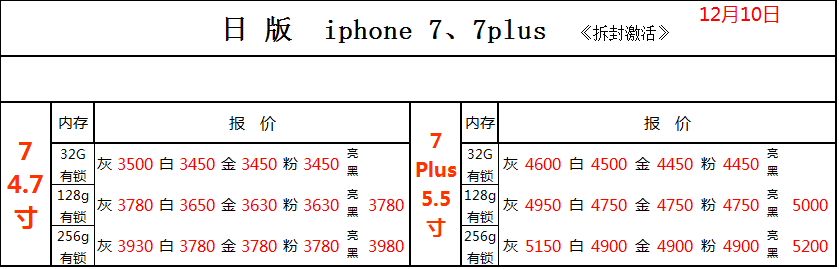 12月10日
日 版 iphone 7、7plus 《拆封激活》
7
4.7
寸
内存 报 价
32G
有锁
灰 3500 白 3450 金 3450 粉 3450 亮
黑
128g
有锁
灰 3780 白 3650 金 3630 粉 3630 亮
黑 3780
256g
有锁
灰 3930 白 3780 金 3780 粉 3780 亮
黑 3980
7
Plus
5.5
寸
内存 报 价
32G
有锁
灰 4600 白 4500 金 4450 粉 4450 亮
黑
128g
有锁
灰 4950 白 4750 金 4750 粉 4750 亮
黑 5000
256g
有锁
灰 5150 白 4900 金 4900 粉 4900 亮
黑 5200